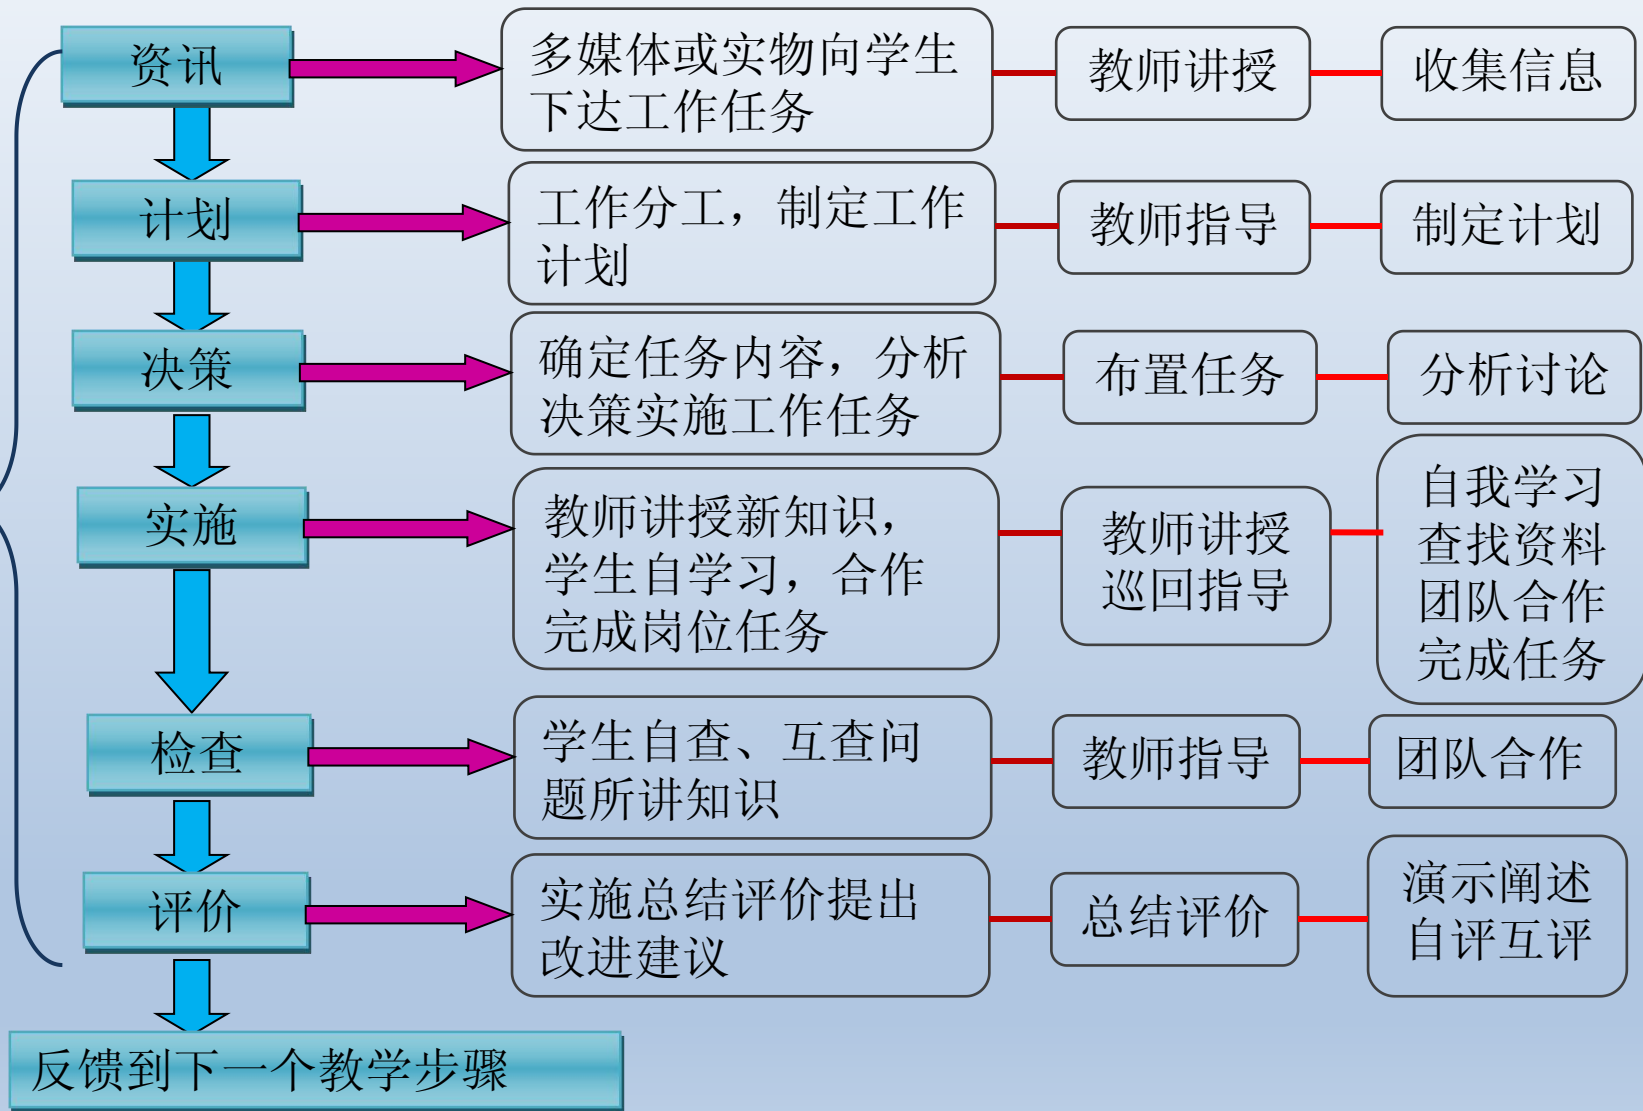 资讯
多媒体或实物向学生
下达工作任务
教师讲授
收集信息
计划
工作分工，制定工作
计划
教师指导
制定计划
决策
确定任务内容，分析
决策实施工作任务
布置任务
分析讨论
实施
教师讲授新知识，
学生自学习，合作
完成岗位任务
教师讲授
巡回指导
自我学习
查找资料
团队合作
完成任务
检查
学生自查、互查问
题所讲知识
教师指导
团队合作
评价
实施总结评价提出
改进建议
总结评价
演示阐述
自评互评
反馈到下一个教学步骤